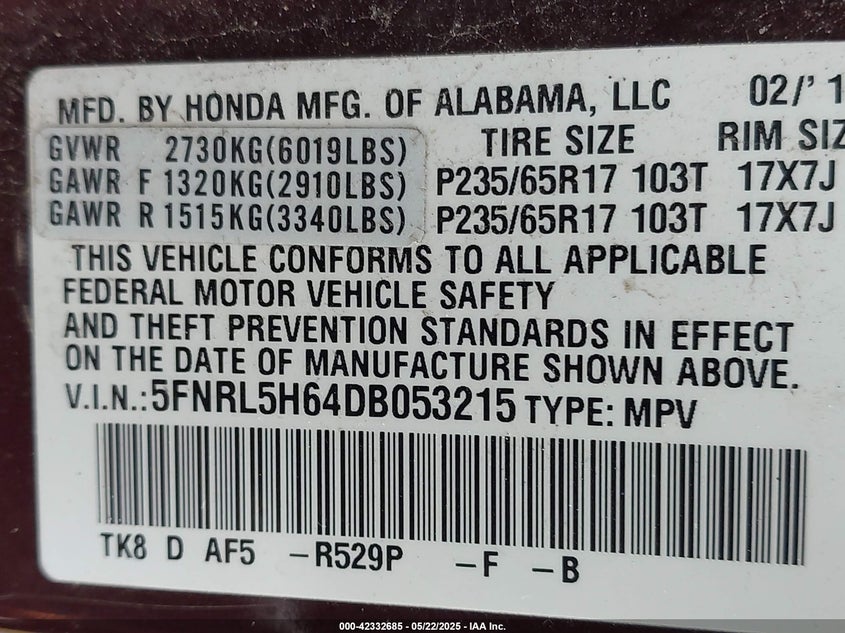 MFD. BY HONDA MFG. OF ALABAMA, LLC 02/' 1
GVWR 2730KG(6019LBS) TIRE SIZE RIM SIZ
GAWR F 1320KG(2910LBS) P235/65R17 103T 17X7J
GAWR R 1515KG(3340LBS) P235/65R17 103T 17X7J
THIS VEHICLE CONFORMS TO ALL APPLICABLE
FEDERAL MOTOR VEHICLE SAFETY
AND THEFT PREVENTION STANDARDS IN EFFECT
ON THE DATE OF MANUFACTURE SHOWN ABOVE.
V.I.N.:5FNRL5H64DB053215 TYPE: MPV
TK8 D AF5 -R529P -F -B
000-42332685 - 05/22/2025 - IAA Inc.